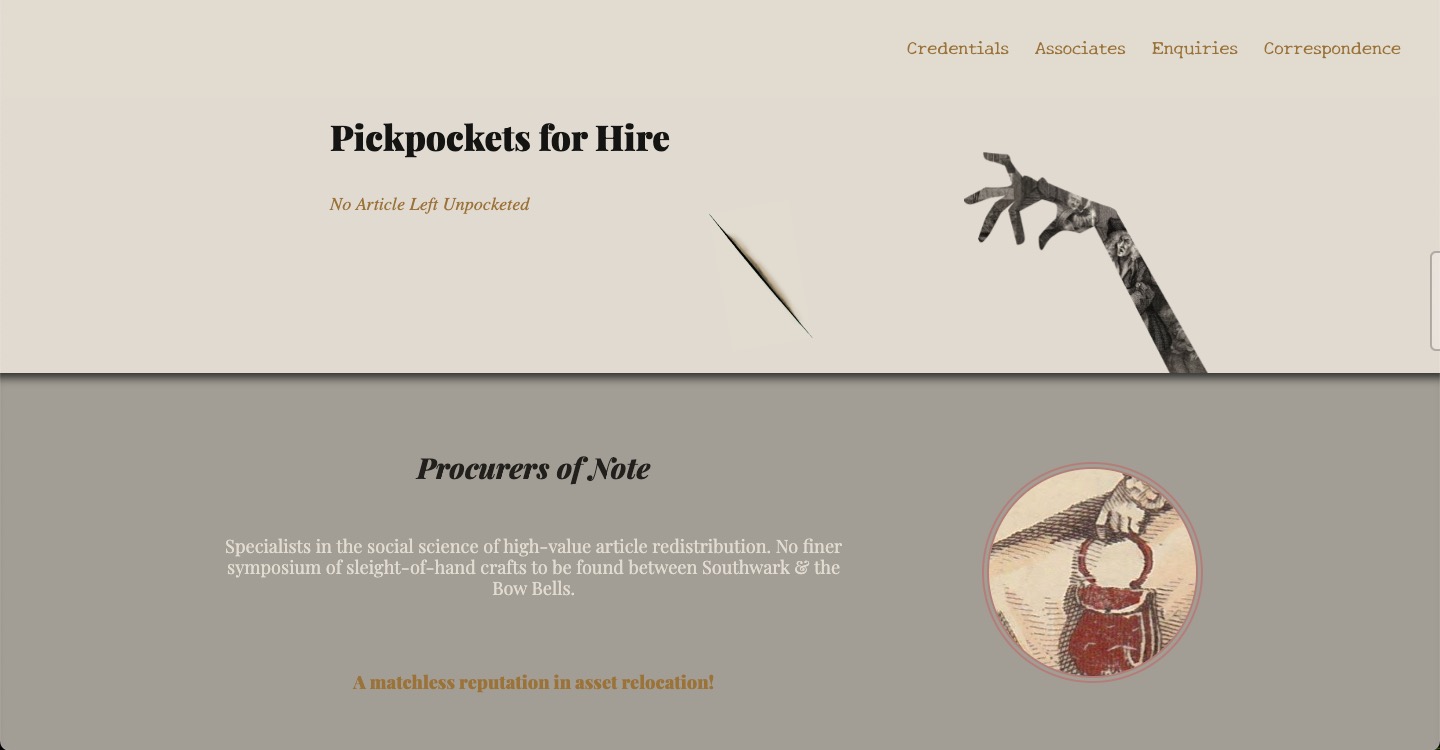 Credentials Associates Enquiries Correspondence
Pickpockets for Hire
No Article Left Unpocketed
Procurers of Note
Specialists in the social science of high-value article redistribution. No finer
symposium of sleight-of-hand crafts to be found between Southwark & the
Bow Bells.
A matchless reputation in asset relocation!